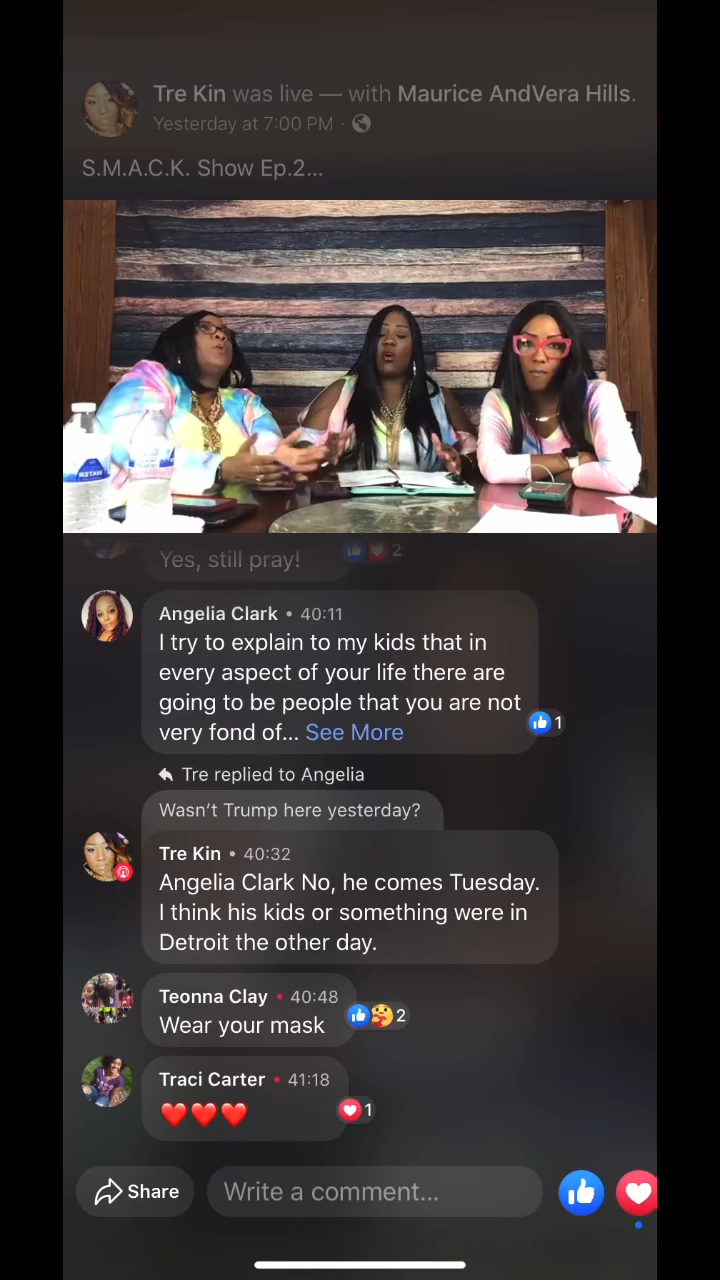 Tre Kin was live — with Maurice AndVera Hills.
Yesterday at 7:00 PM ·
S.M.A.C.K. Show Ep.2...
WATER
Yes, still pray!
2
Angelia Clark • 40:11
I try to explain to my kids that in
every aspect of your life there are
going to be people that you are not
very fond of... See More
1
Tre replied to Angelia
Wasn't Trump here yesterday?
Tre Kin • 40:32
Angelia Clark No, he comes Tuesday.
I think his kids or something were in
Detroit the other day.
Teonna Clay • 40:48
Wear your mask
2
Traci Carter • 41:18
❤️❤️❤️
1
Share
Write a comment...